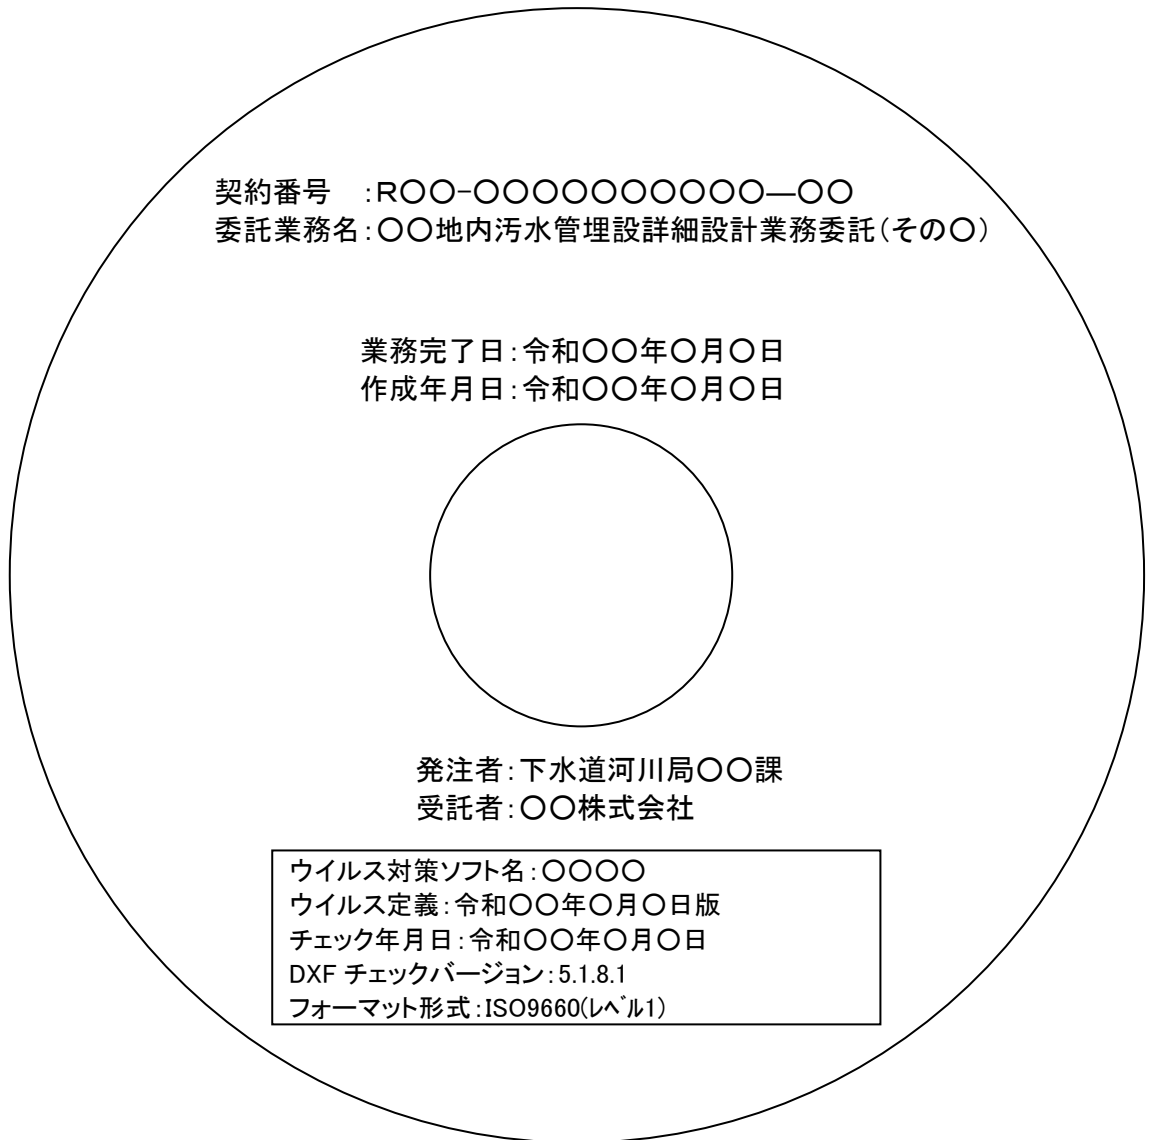 契約番号　:R〇〇-〇〇〇〇〇〇〇〇〇〇―〇〇
委託業務名:〇〇地内汚水管埋設詳細設計業務委託(その〇)
業務完了日:令和〇〇年〇月〇日
作成年月日:令和〇〇年〇月〇日
発注者:下水道河川局〇〇課
受託者:〇〇株式会社
ウイルス対策ソフト名:〇〇〇〇
ウイルス定義:令和〇〇年〇月〇日版
チェック年月日:令和〇〇年〇月〇日
DXF チェックバージョン:5.1.8.1
フォーマット形式:ISO9660(ﾚﾍﾞﾙ1)